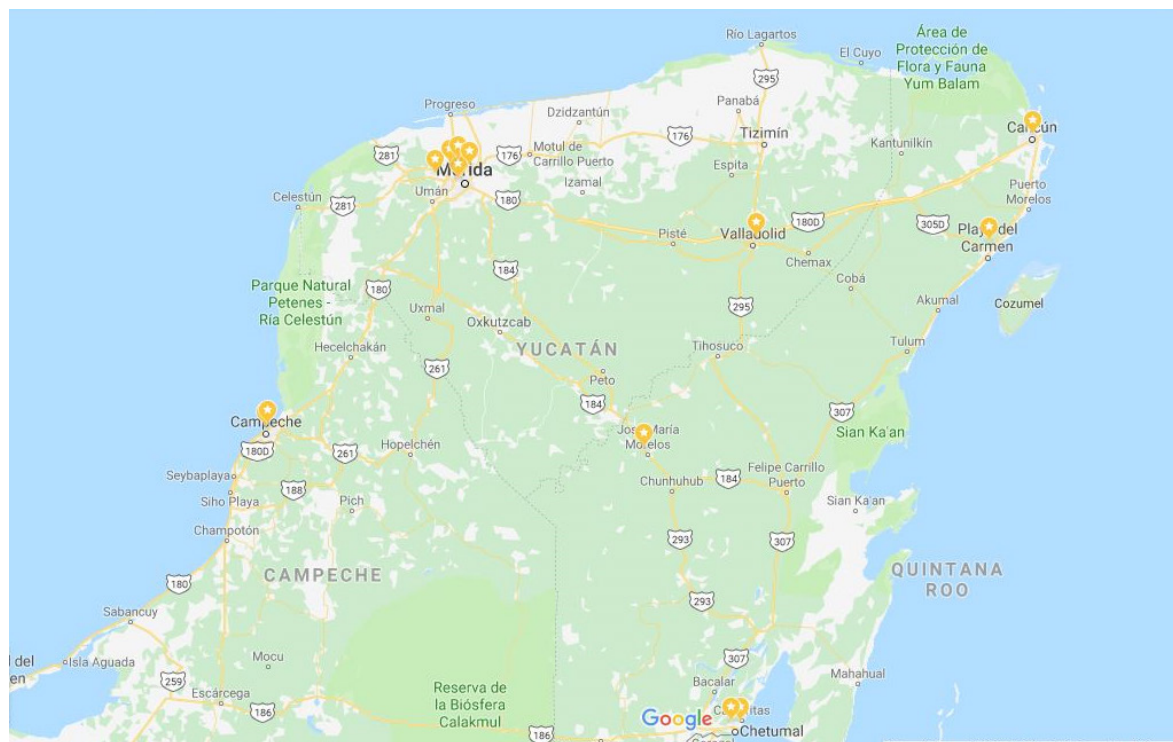 Río Lagartos
El Cuyo
Área de
Protección de
Flora y Fauna
Yum Balam
295
Panabá
Progreso
Dzidzantún
176
Tizimín
Cancún
Kantunilkín
281
176
Motul de
Carrillo Puerto
Espita
Mérida
Izamal
Puerto
Morelos
Celestún
281
Umán
180
Pisté
Valladolid
180D
305D
Playa del
Carmen
Chemax
184
Cobá
Parque Natural
Petenes -
Ría Celestún
180
Uxmal
295
Akumal
Cozumel
Oxkutzcab
YUCATÁN
Tihosuco
Tulum
Hecelchakán
261
Peto
184
307
Campeche
José María
Morelos
Sian Ka'an
180D
261
Hopelchén
Seybaplaya
188
Chunhuhub
184
Felipe Carrillo
Puerto
Siho Playa
Pich
Sian Ka'an
Champotón
293
307
CAMPECHE
QUINTANA
ROO
180
293
Sabancuy
Isla Aguada
Mocu
307
Mahahual
259
Bacalar
Escárcega
186
Reserva de
la Biósfera
Calakmul
Google
Chetumal
186